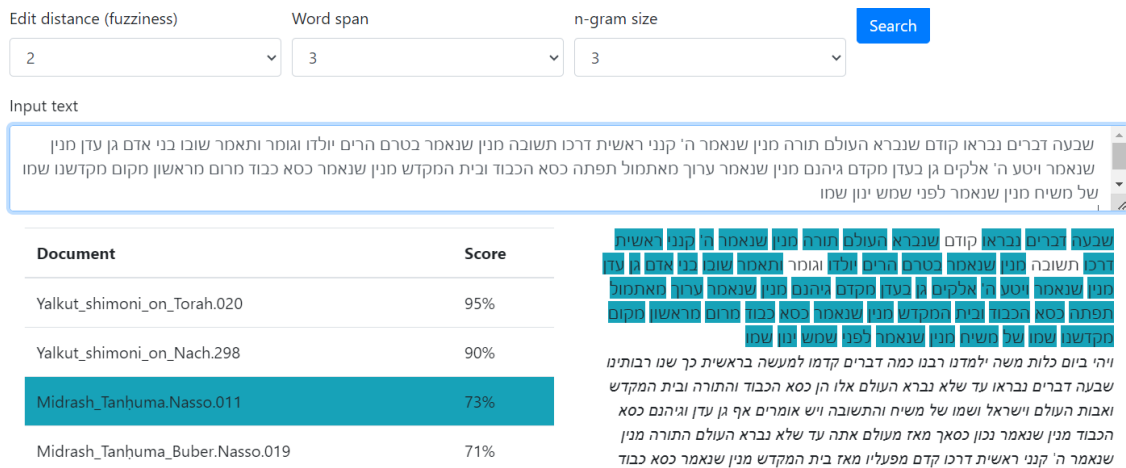 Edit distance (fuzziness)
Word span
n-gram size
Search
2
3
3
Input text
שבעה דברים נבראו קודם שנברא העולם תורה מנין שנאמר ה' קנני ראשית דרכו תשובה מנין שנאמר בטרם הרים יולדו וגומר ותאמר שובו בני אדם גן עדן מנין
שנאמר ויטע ה' אלקים גן בעדן מקדם גיהנם מנין שנאמר ערוך מאתמול תפתה כסא הכבוד ובית המקדש מנין שנאמר כסא כבוד מרום מראשון מקום מקדשנו שמו
של משיח מנין שנאמר לפני שמש ינון שמו
Document
Score
Yalkut_shimoni_on_Torah.020
95%
Yalkut_shimoni_on_Nach.298
90%
Midrash_Tanḥuma.Nasso.011
73%
Midrash_Tanḥuma_Buber.Nasso.019
71%
שבעה דברים נבראו קודם שנברא העולם תורה מנין שנאמר ה' קנני ראשית
דרכו תשובה מנין שנאמר בטרם הרים יולדו וגומר ותאמר שובו בני אדם גן עדן
מנין שנאמר ויטע ה' אלקים גן בעדן מקדם גיהנם מנין שנאמר ערוך מאתמול
תפתה כסא הכבוד ובית המקדש מנין שנאמר כסא כבוד מרום מראשון מקום
מקדשנו שמו של משיח מנין שנאמר לפני שמש ינון שמו
ויהי ביום כלות משה ילמדנו רבנו כמה דברים קדמו למעשה בראשית כך שנו רבותינו
שבעה דברים נבראו עד שלא נברא העולם אלו הן כסא הכבוד והתורה ובית המקדש
ואבות העולם וישראל ושמו של משיח והתשובה ויש אומרים אף גן עדן וגיהנם כסא
הכבוד מנין שנאמר נכון כסאך מאז מעולם אתה עד שלא נברא העולם התורה מנין
שנאמר ה' קנני ראשית דרכו קדם מפעליו מאז בית המקדש מנין שנאמר כסא כבוד